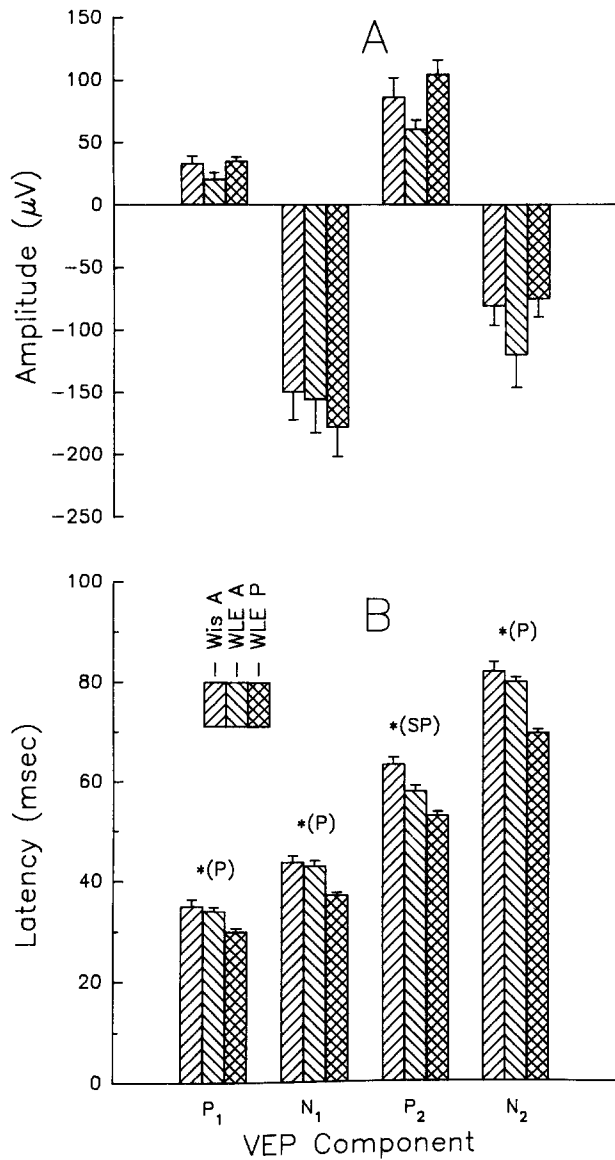 A
150
100
50
0
-50
-100
-150
-200
-250
Amplitude (μV)
B
100
80
60
40
20
0
Latency (msec)
— Wis A
— WLE A
— WLE P
*(P)
*(P)
*(SP)
*(P)
P₁ N₁ P₂ N₂
VEP Component